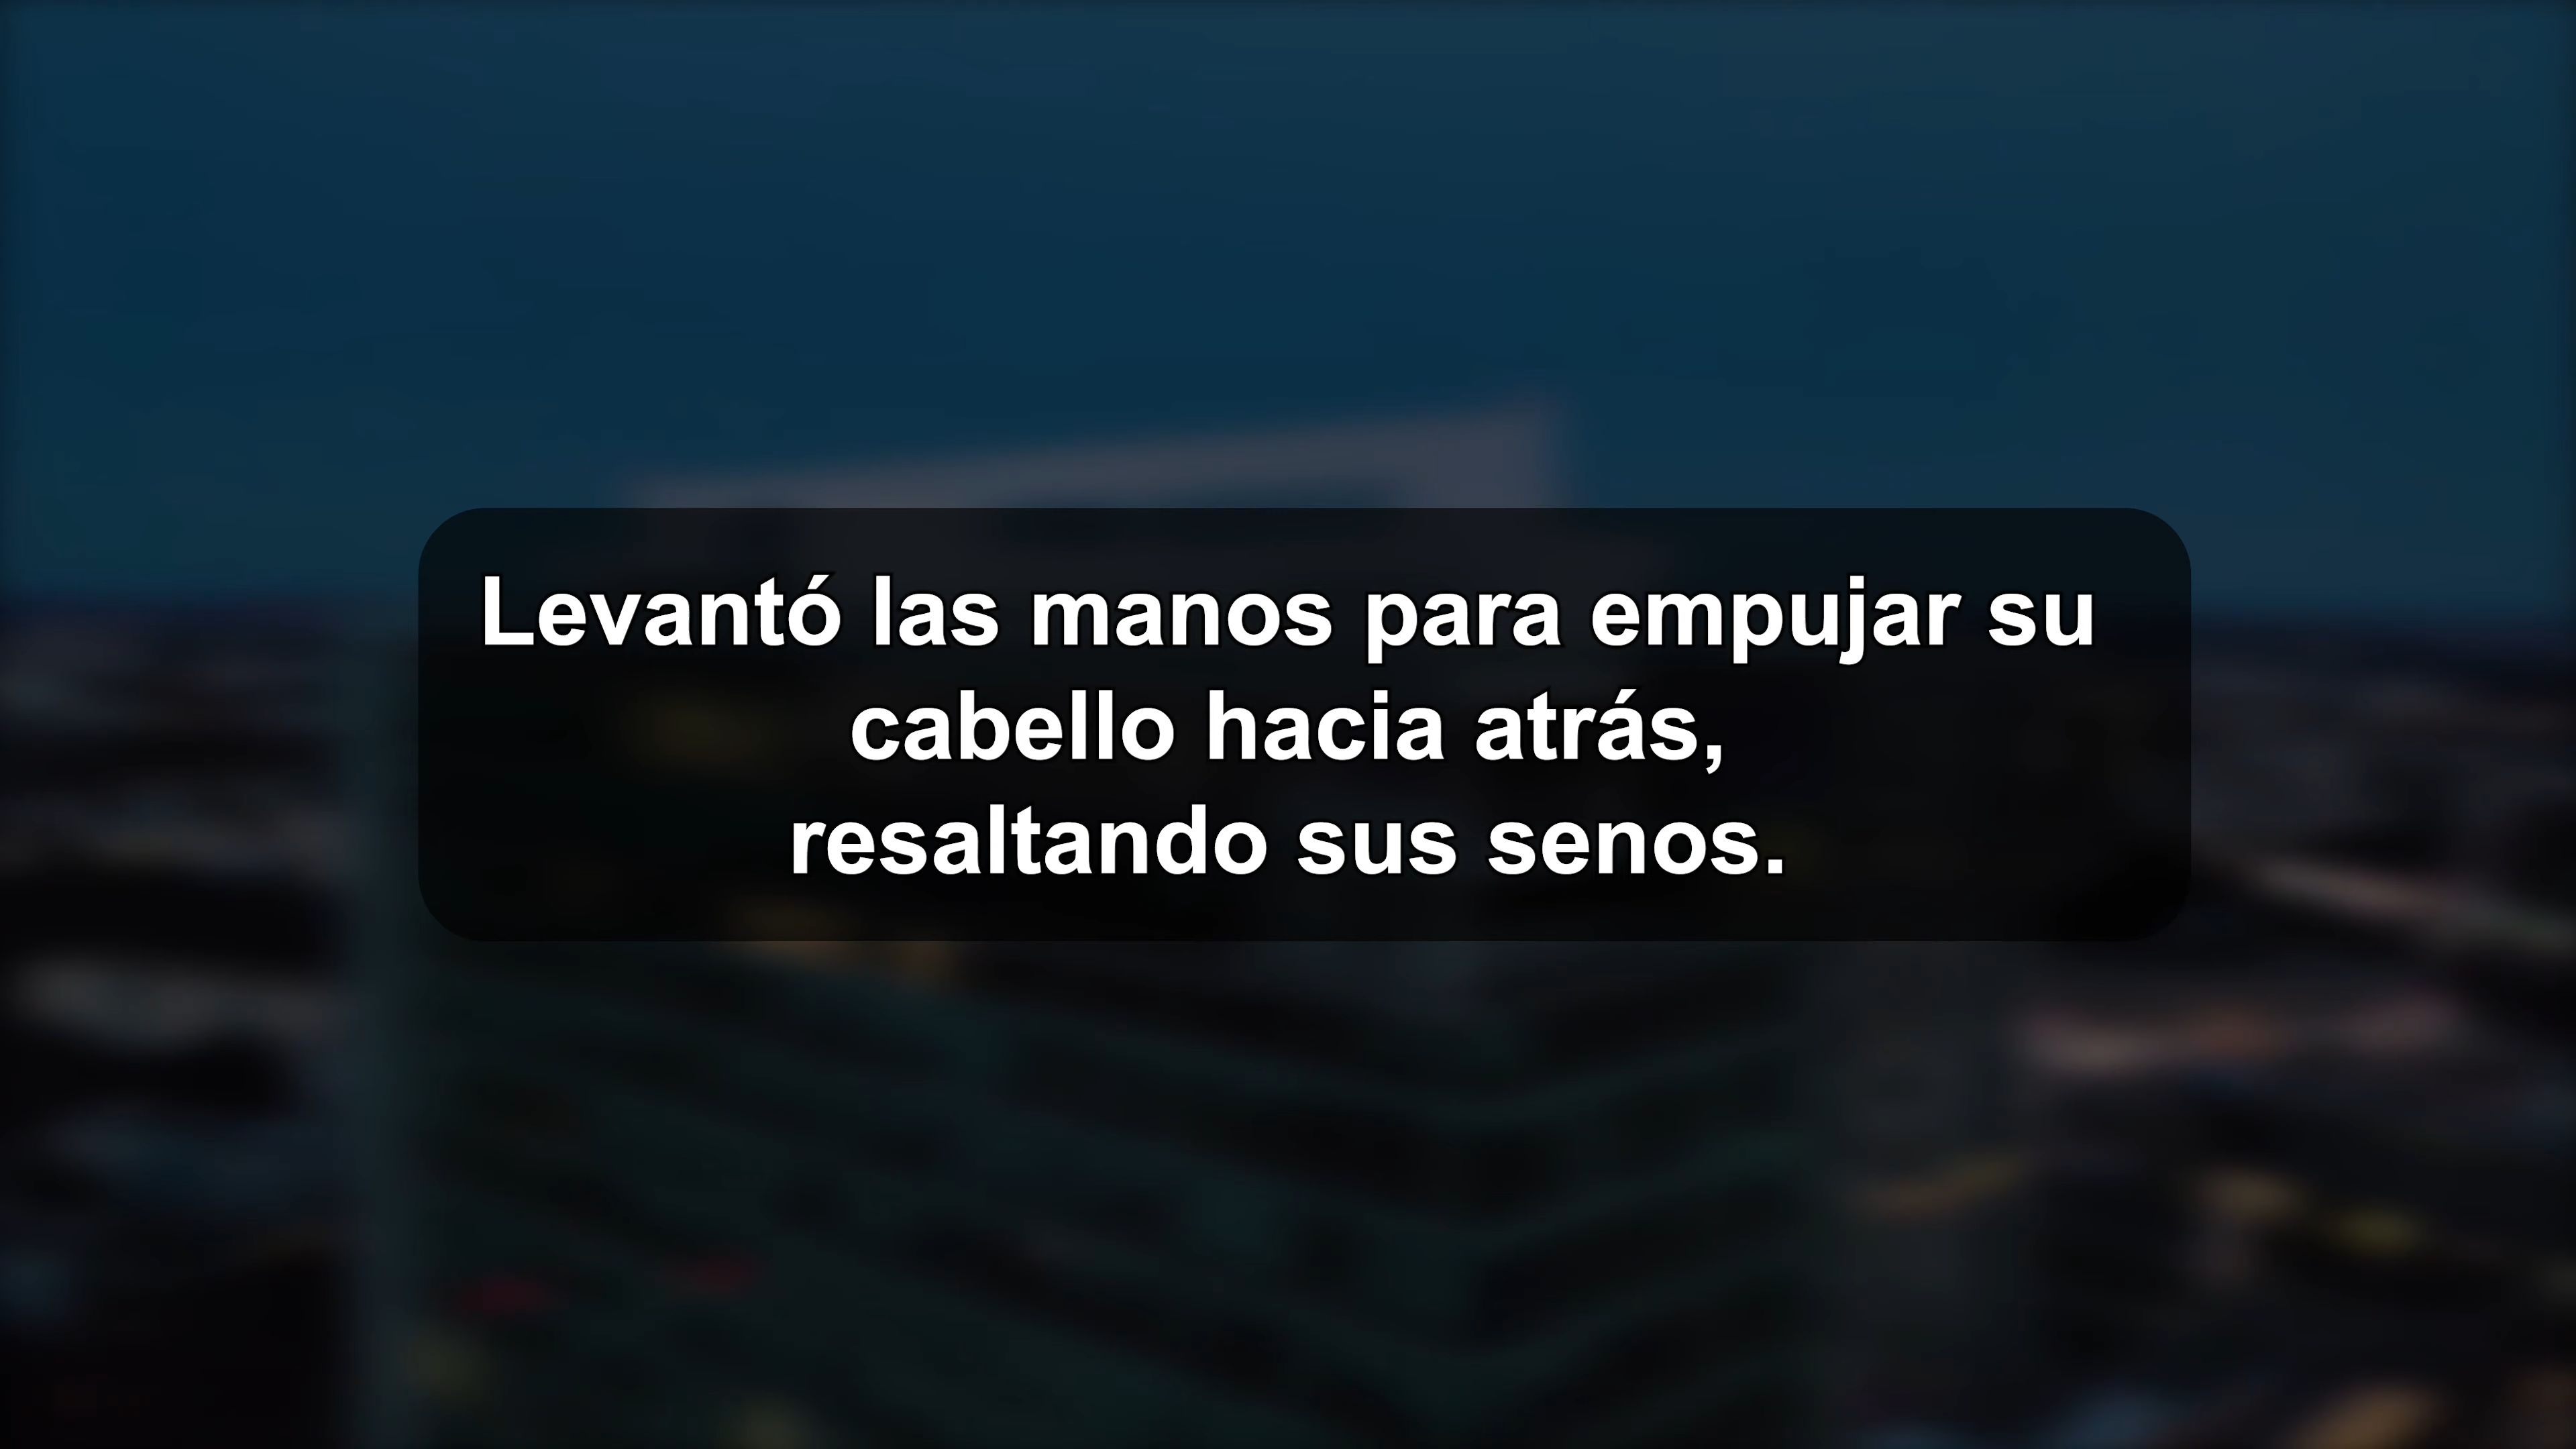 Levantó las manos para empujar su
cabello hacia atrás,
resaltando sus senos.